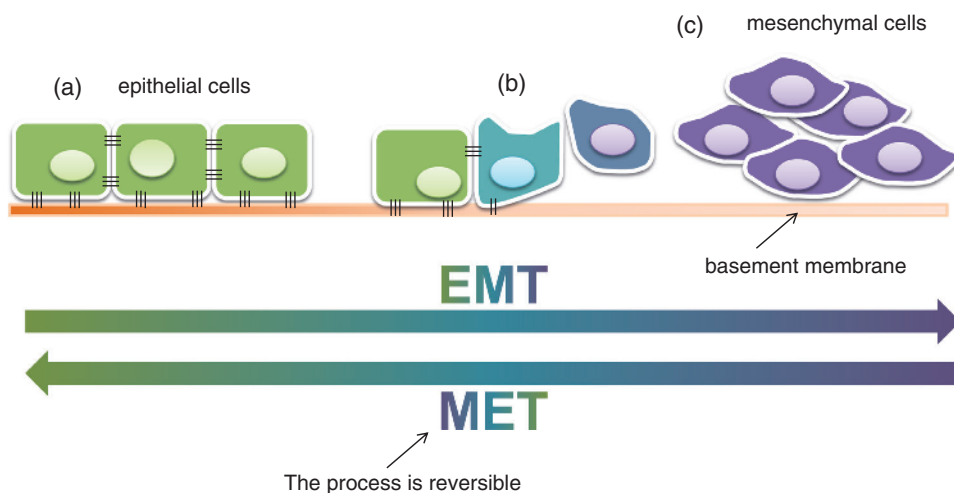 (c) mesenchymal cells
(a) epithelial cells
(b)
basement membrane
EMT
MET
The process is reversible